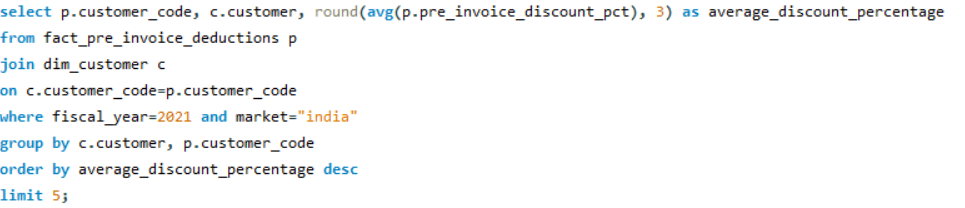 select p.customer_code, c.customer, round(avg(p.pre_invoice_discount_pct), 3) as average_discount_percentage
from fact_pre_invoice_deductions p
join dim_customer c
on c.customer_code=p.customer_code
where fiscal_year=2021 and market="india"
group by c.customer, p.customer_code
order by average_discount_percentage desc
limit 5;